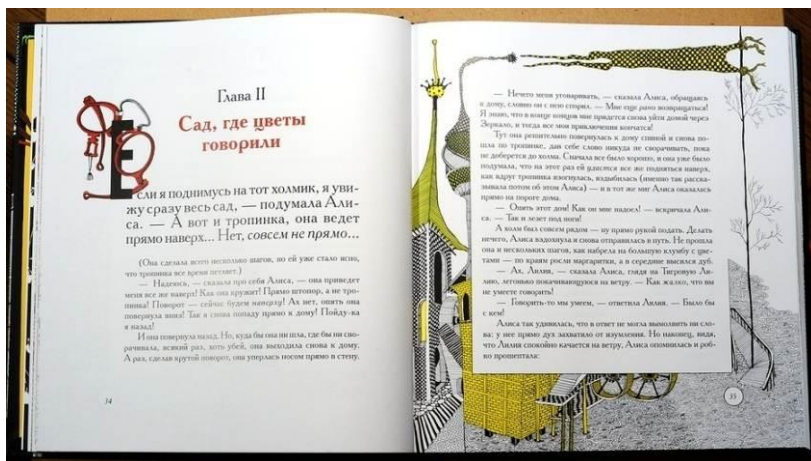 Глава II
Сад, где цветы
говорили
Если я поднимусь на тот холмик, я уви-
жу сразу весь сад, — подумала Али-
са. — А вот и тропинка, она ведет
прямо наверх... Нет, совсем не прямо...
(Она сделала всего несколько шагов, но ей уже стало ясно,
что тропинка все время петляет.)
— Надеюсь, — сказала про себя Алиса, — она приведет
меня все же наверх! Как она кружит! Прямо штопор, а не тро-
пинка! Поворот — сейчас будем наверху! Ах нет, опять она
повернула вниз! Так я снова попаду прямо к дому! Пойду-ка
я назад!
И она повернула назад. Но, куда бы она ни шла, где бы ни сво-
рачивала, всякий раз, хоть убей, она выходила снова к дому.
А раз, сделав крутой поворот, она уперлась носом прямо в стену.
34
— Нечего меня уговаривать, — сказала Алиса, обращаясь
к дому, словно он с нею спорил. — Мне еще рано возвращаться!
Я знаю, что в конце концов мне придется снова уйти домой через
Зеркало, и тогда все мои приключения кончатся!
Тут она решительно повернулась к дому спиной и снова по-
шла по тропинке, дав себе слово никуда не сворачивать, пока
не доберется до холма. Сначала все было хорошо, и она уже было
подумала, что на этот раз ей удастся все же подняться наверх,
как вдруг тропинка изогнулась, вздыбилась (именно так расска-
зывала потом об этом Алиса) — и в тот же миг Алиса оказалась
прямо на пороге дома.
— Опять этот дом! Как он мне надоел! — вскричала Али-
са. — Так и лезет под ноги!
А холм был совсем рядом — ну прямо рукой подать. Делать
нечего, Алиса вздохнула и снова отправилась в путь. Не прошла
она и нескольких шагов, как набрела на большую клумбу с цве-
тами — по краям росли маргаритки, а в середине высился дуб.
— Ах, Лилия, — сказала Алиса, глядя на Тигровую Ли-
лию, легонько покачивающуюся на ветру. — Как жалко, что вы
не умеете говорить!
— Говорить-то мы умеем, — ответила Лилия. — Было бы
с кем!
Алиса так удивилась, что в ответ не могла вымолвить ни сло-
ва: у нее прямо дух захватило от изумления. Но наконец, видя,
что Лилия спокойно качается на ветру, Алиса опомнилась и роб-
ко прошептала:
35